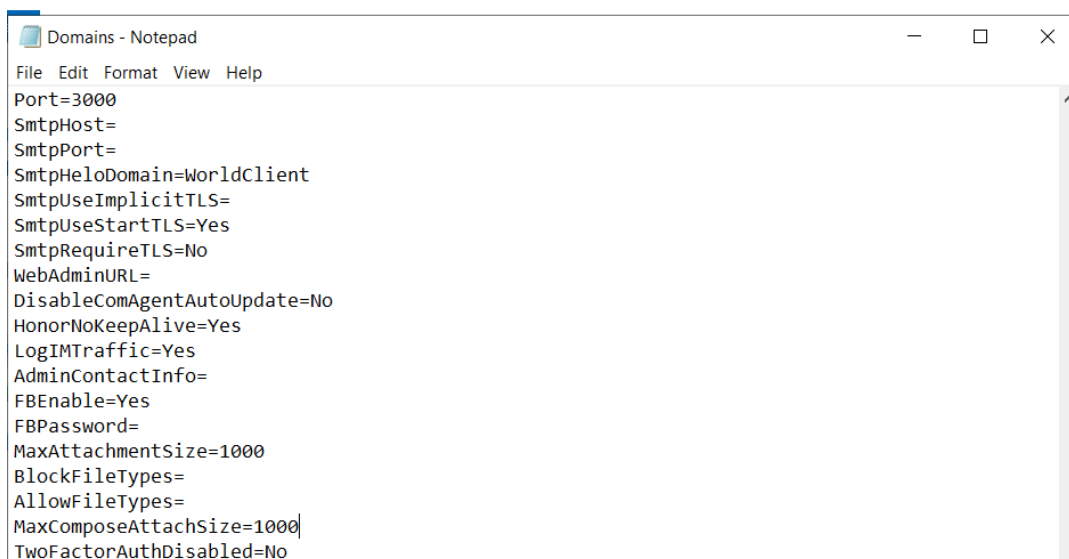 Domains - Notepad
File Edit Format View Help
Port=3000
SmtpHost=
SmtpPort=
SmtpHeloDomain=WorldClient
SmtpUseImplicitTLS=
SmtpUseStartTLS=Yes
SmtpRequireTLS=No
WebAdminURL=
DisableComAgentAutoUpdate=No
HonorNoKeepAlive=Yes
LogIMTraffic=Yes
AdminContactInfo=
FBEnable=Yes
FBPassword=
MaxAttachmentSize=1000
BlockFileTypes=
AllowFileTypes=
MaxComposeAttachSize=1000
TwoFactorAuthDisabled=No